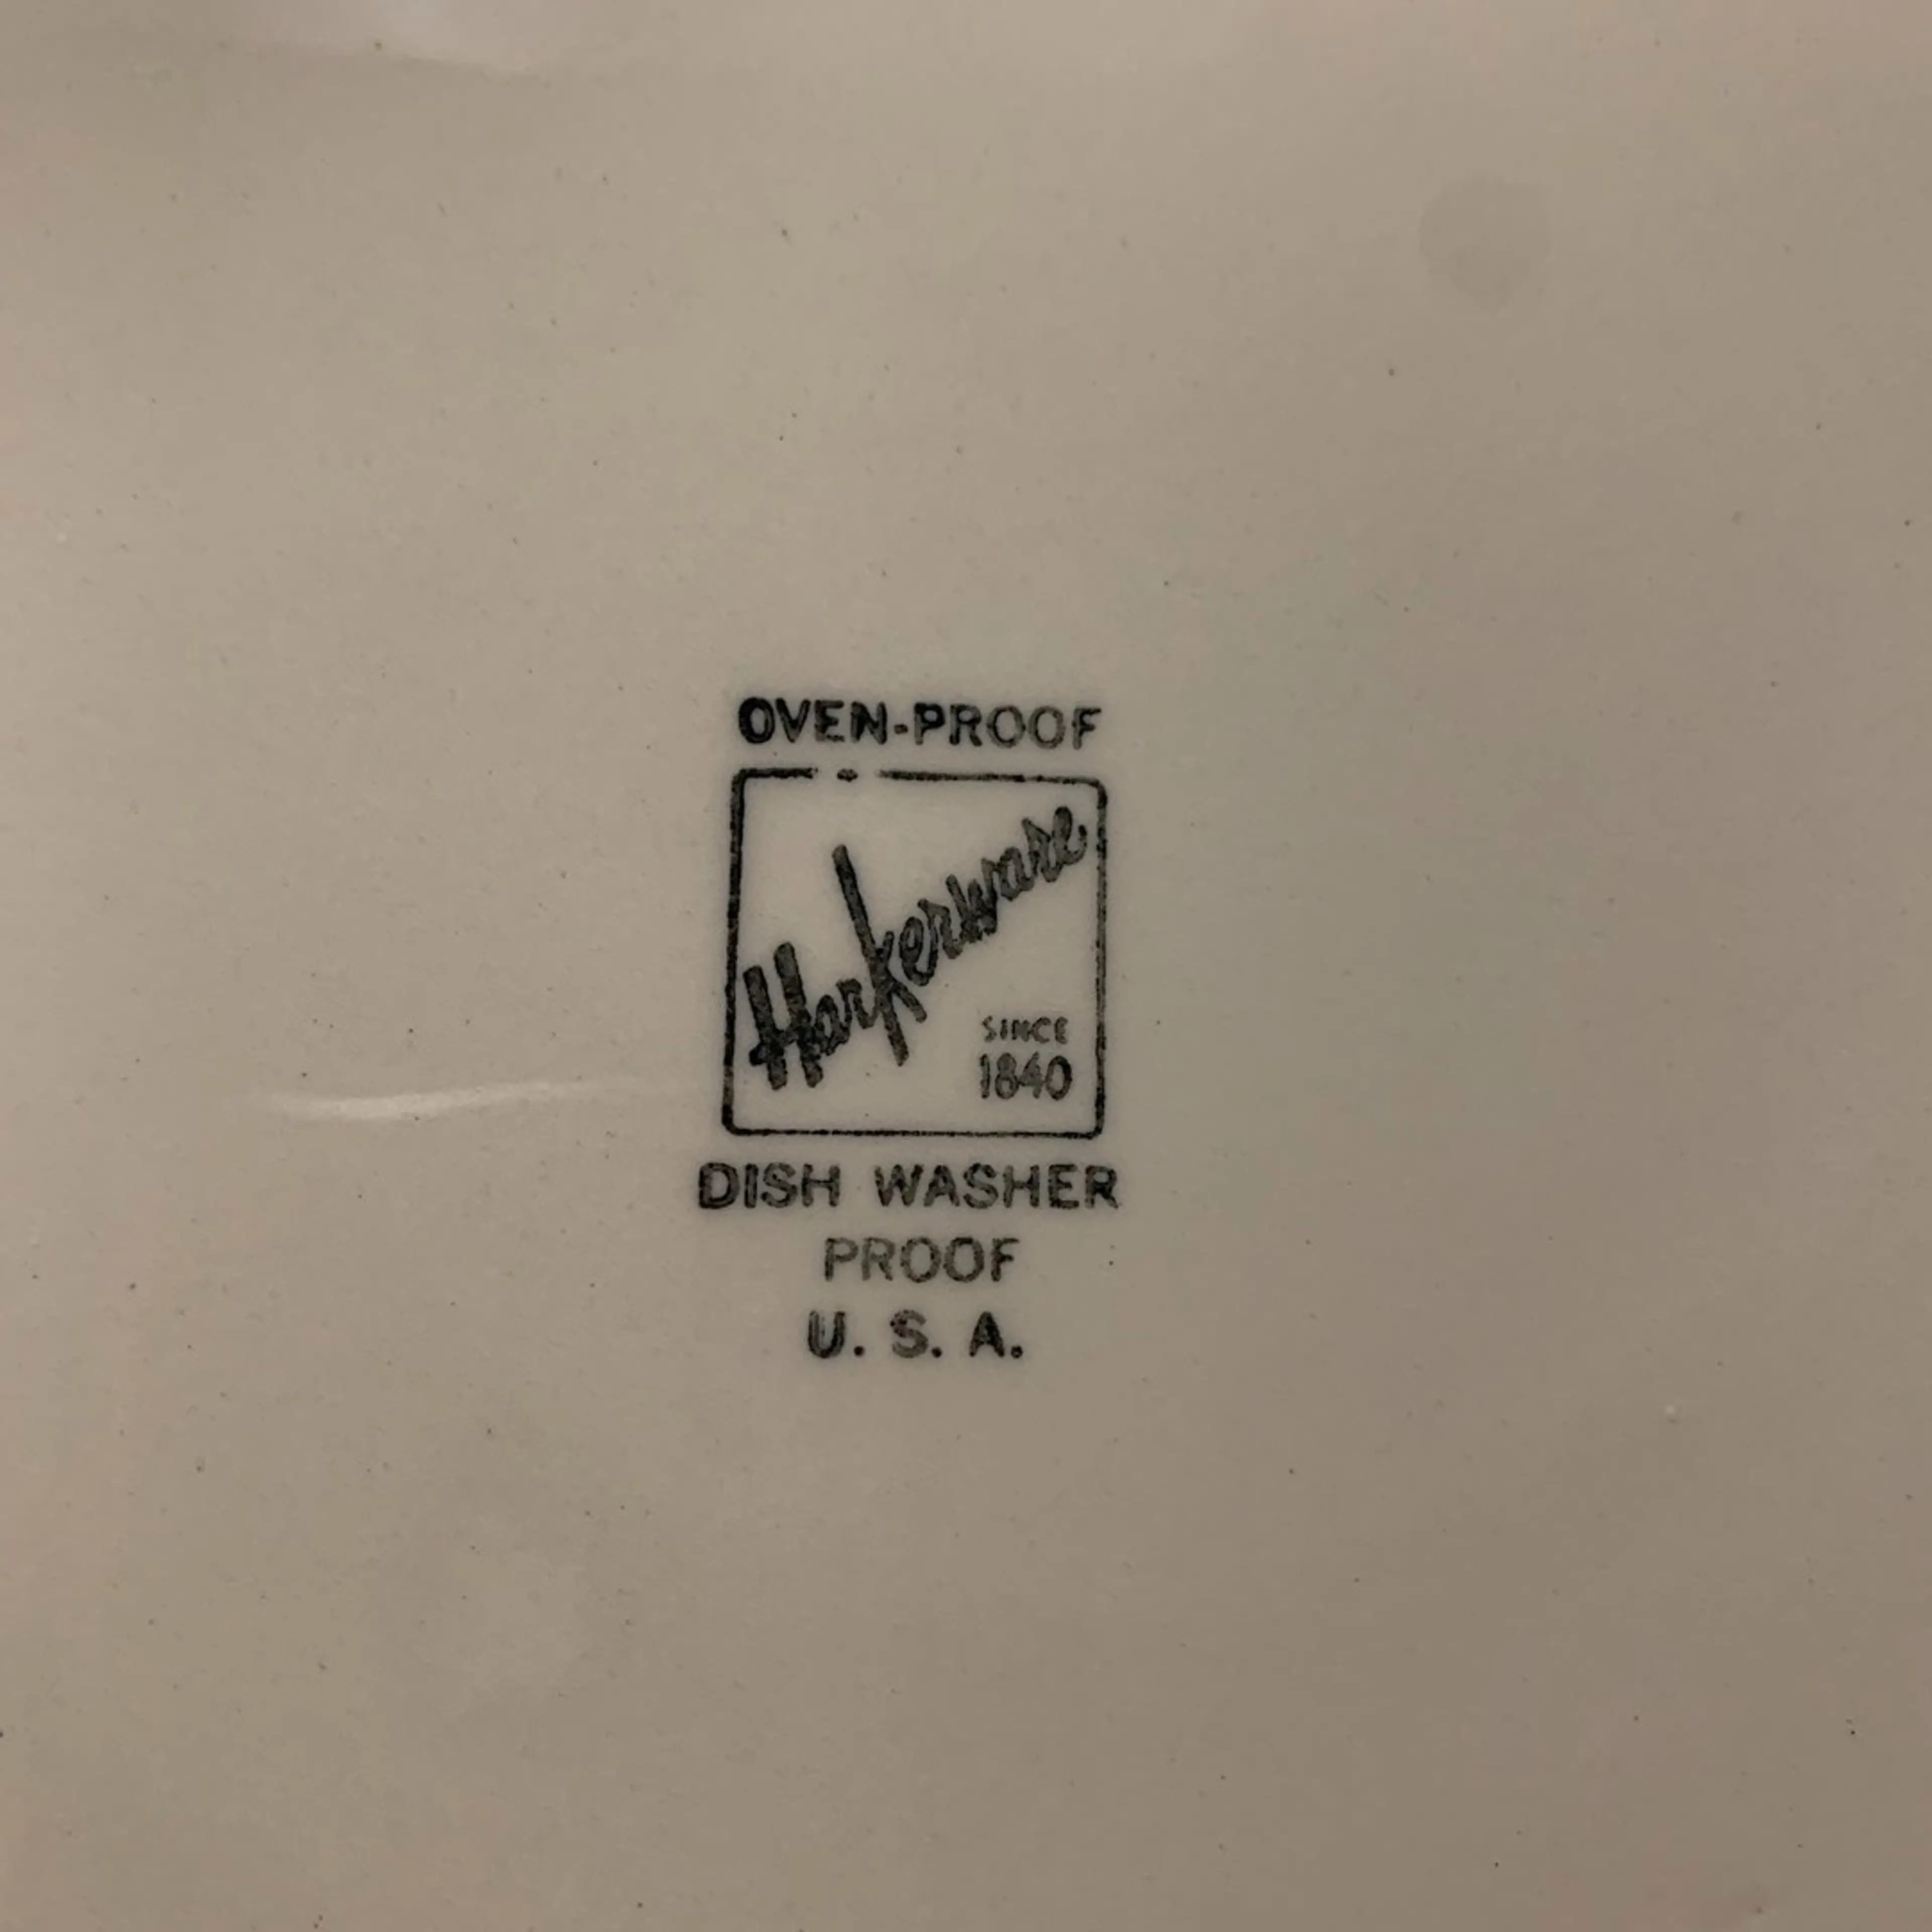 OVEN-PROOF
Harkerware
SINCE
1840
DISH WASHER
PROOF
U. S. A.